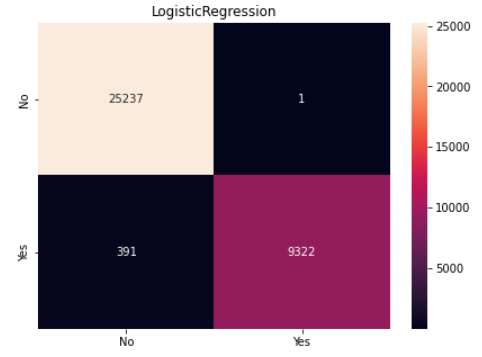 LogisticRegression
25000
No
25237
1
20000
15000
10000
Yes
391
9322
5000
No
Yes